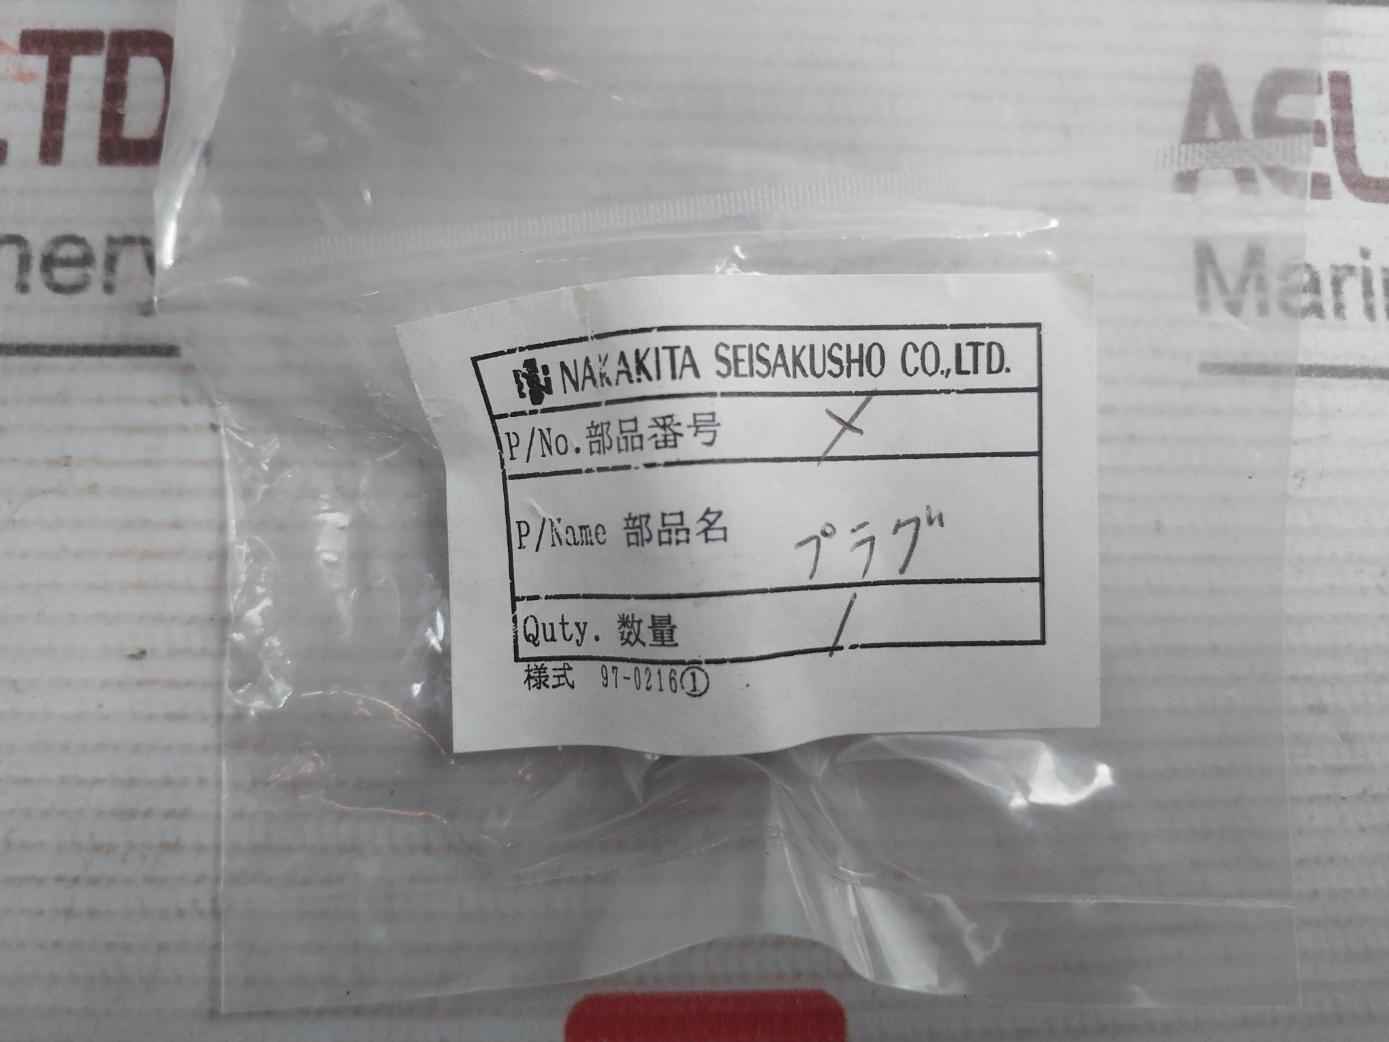 LTD
AEU
nery
Marin
NAKAKITA SEISAKUSHO CO.,LTD.
P/No.部品番号 メ
P/Name 部品名 プラグ
Quty. 数量 1
様式 97-0216①